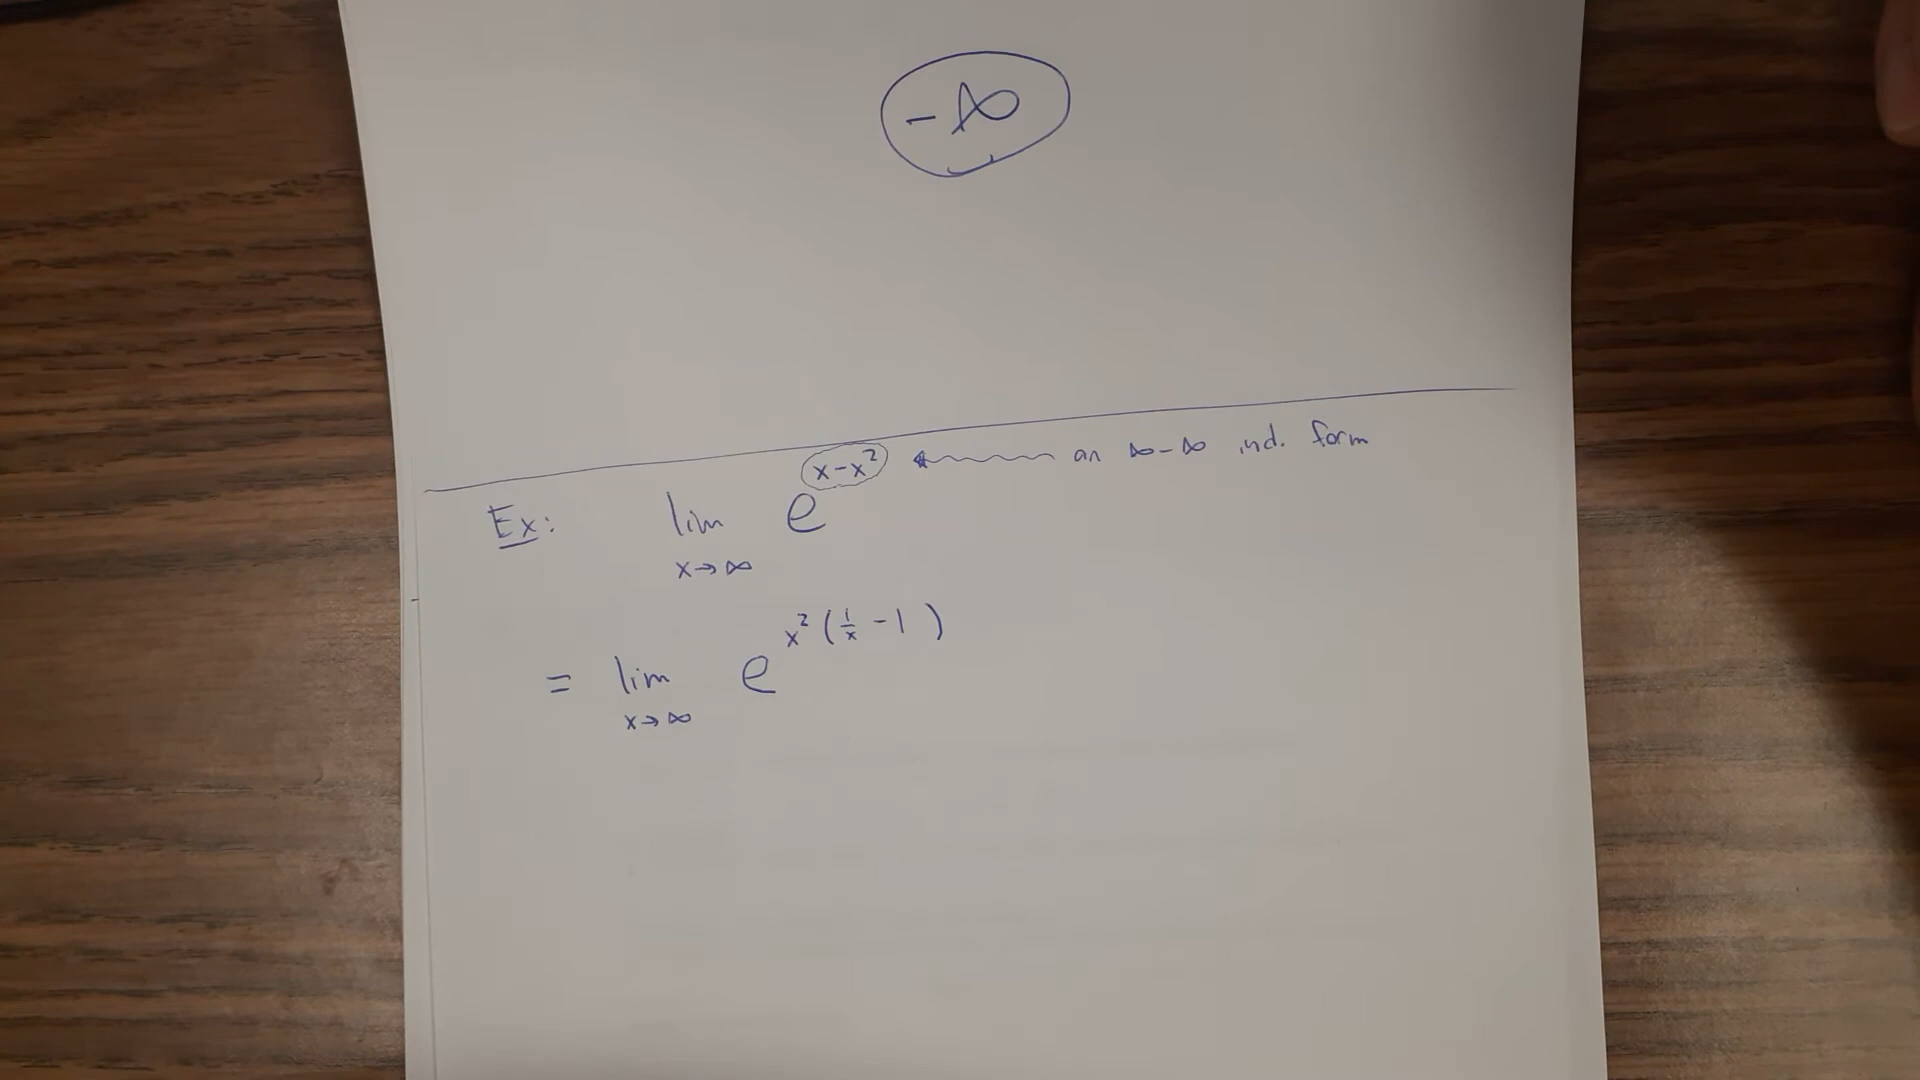 -∞
Ex: lim x→∞ e^(x-x²) ← an ∞-∞ ind. form
= lim x→∞ e^(x²(1/x - 1))